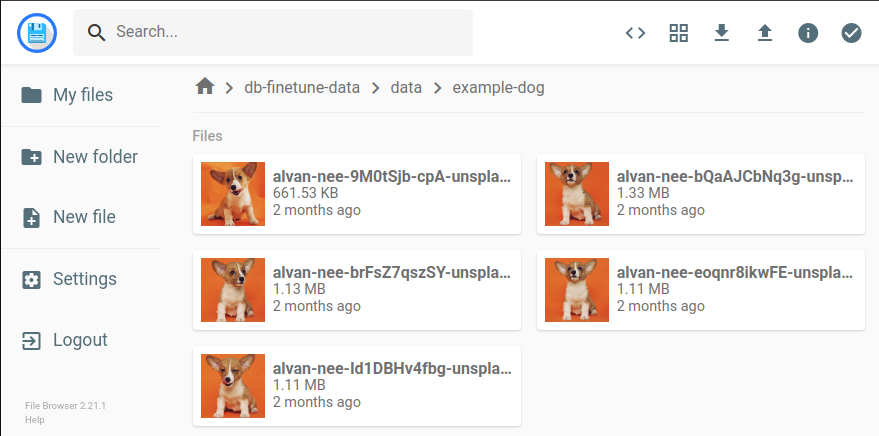 Search...
My files
New folder
New file
Settings
Logout
File Browser 2.21.1
Help
db-finetune-data
data
example-dog
Files
alvan-nee-9M0tSjb-cpA-unspla...
661.53 KB
2 months ago
alvan-nee-bQaAJCbNq3g-unsp...
1.33 MB
2 months ago
alvan-nee-brFsZ7qszSY-unspla...
1.13 MB
2 months ago
alvan-nee-eoqnr8ikwFE-unspla...
1.11 MB
2 months ago
alvan-nee-Id1DBHv4fbg-unspla...
1.11 MB
2 months ago